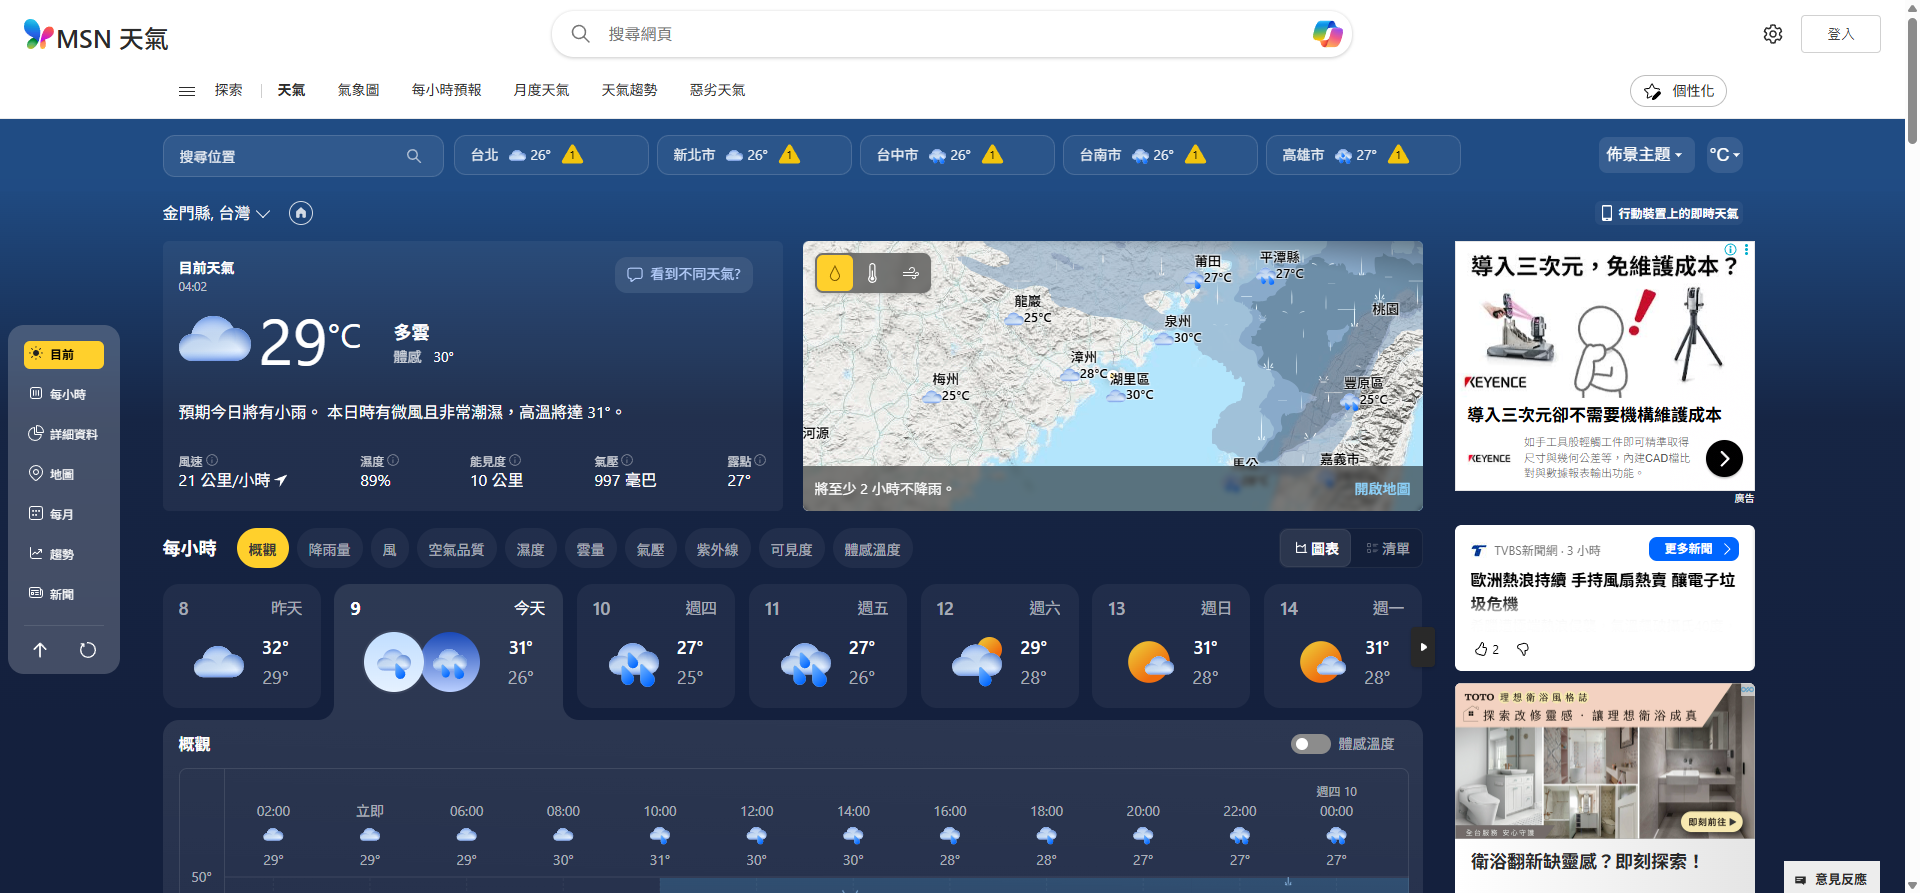 MSN 天氣
搜尋網頁
登入
探索
天氣
氣象圖
每小時預報
月度天氣
天氣趨勢
惡劣天氣
個性化
搜尋位置
台北 26° 1
新北市 26° 1
台中市 26° 1
台南市 26° 1
高雄市 27° 1
佈景主題
°C
金門縣, 台灣
行動裝置上的即時天氣
目前
每小時
詳細資料
地圖
每月
趨勢
新聞
目前天氣
04:02
看到不同天氣?
29°C
多雲
體感 30°
預期今日將有小雨。 本日時有微風且非常潮濕，高溫將達 31°。
風速 濕度 能見度 氣壓 露點
21 公里/小時 89% 10 公里 997 毫巴 27°
莆田
27°C
平潭縣
27°C
龍巖
25°C
泉州
30°C
桃園
漳州
28°C
湖里區
30°C
梅州
25°C
豐原區
25°C
河源
馬公
嘉義市
將至少 2 小時不降雨。
開啟地圖
導入三次元，免維護成本？
KEYENCE
導入三次元卻不需要機構維護成本
KEYENCE
如手工具般輕觸工件即可精準取得
尺寸與幾何公差等，內建CAD檔比
對與數據報表輸出功能。
廣告
每小時
概觀
降雨量
風
空氣品質
濕度
雲量
氣壓
紫外線
可見度
體感溫度
圖表
清單
8 昨天
32°
29°
9 今天
31°
26°
10 週四
27°
25°
11 週五
27°
26°
12 週六
29°
28°
13 週日
31°
28°
14 週一
31°
28°
TVBS新聞網 · 3 小時
更多新聞
歐洲熱浪持續 手持風扇熱賣 釀電子垃
圾危機
2
概觀
體感溫度
週四 10
02:00 立即 06:00 08:00 10:00 12:00 14:00 16:00 18:00 20:00 22:00 00:00
29° 29° 29° 30° 31° 30° 30° 28° 28° 27° 27° 27°
50°
TOTO 理想衛浴風格誌
探索改修靈感．讓理想衛浴成真
全台服務 安心守護
即刻前往
衛浴翻新缺靈感？即刻探索！
意見反應